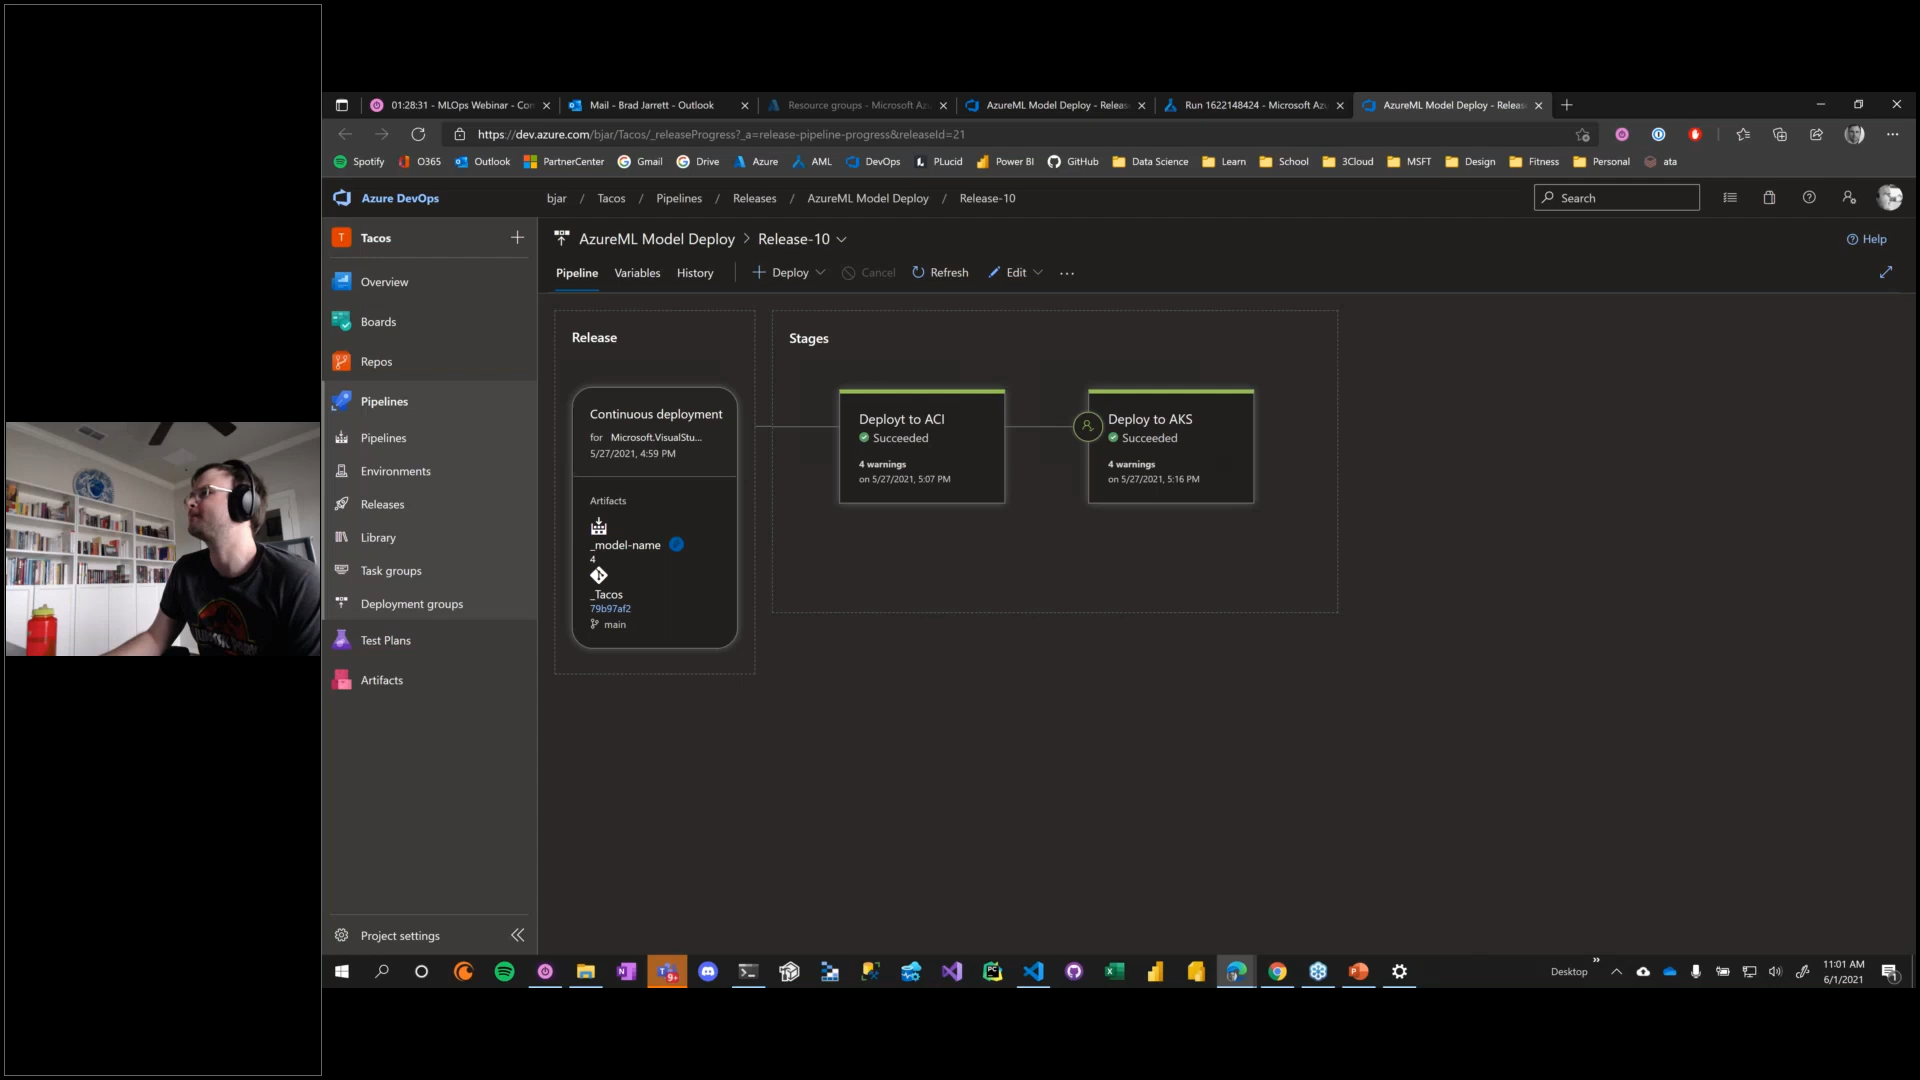 01:28:31 - MLOps Webinar - Con
Mail - Brad Jarrett - Outlook
Resource groups - Microsoft Az
AzureML Model Deploy - Releas
Run 1622148424 - Microsoft Az
AzureML Model Deploy - Releas
https://dev.azure.com/bjar/Tacos/_releaseProgress?_a=release-pipeline-progress&releaseId=21
Spotify
O365
Outlook
PartnerCenter
Gmail
Drive
Azure
AML
DevOps
PLucid
Power BI
GitHub
Data Science
Learn
School
3Cloud
MSFT
Design
Fitness
Personal
ata
Azure DevOps
bjar / Tacos / Pipelines / Releases / AzureML Model Deploy / Release-10
Search
T Tacos
AzureML Model Deploy > Release-10
Help
Pipeline
Variables
History
Deploy
Cancel
Refresh
Edit
Overview
Boards
Repos
Pipelines
Pipelines
Environments
Releases
Library
Task groups
Deployment groups
Test Plans
Artifacts
Project settings
Release
Continuous deployment
for Microsoft.VisualStu...
5/27/2021, 4:59 PM
Artifacts
_model-name
4
_Tacos
79b97af2
main
Stages
Deployt to ACI
Succeeded
4 warnings
on 5/27/2021, 5:07 PM
Deploy to AKS
Succeeded
4 warnings
on 5/27/2021, 5:16 PM
Desktop
11:01 AM
6/1/2021